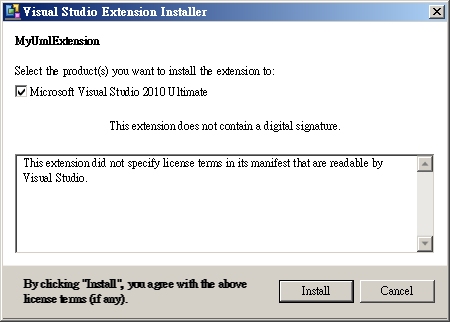 Visual Studio Extension Installer
MyUmlExtension
Select the product(s) you want to install the extension to:
Microsoft Visual Studio 2010 Ultimate
This extension does not contain a digital signature.
This extension did not specify license terms in its manifest that are readable by
Visual Studio.
By clicking "Install", you agree with the above
license terms (if any).
Install
Cancel